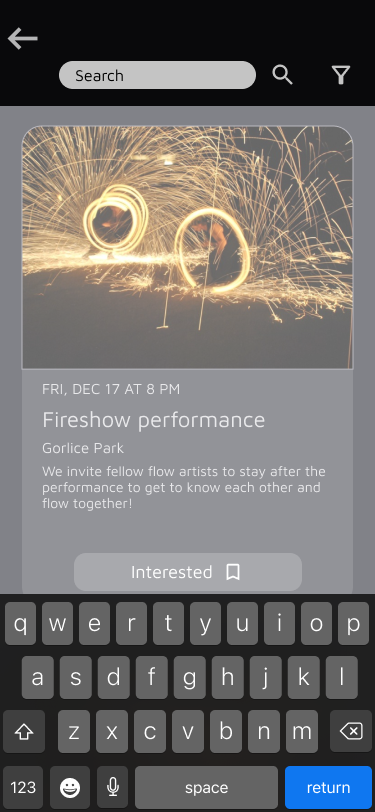 Search
FRI, DEC 17 AT 8 PM
Fireshow performance
Gorlice Park
We invite fellow flow artists to stay after the
performance to get to know each other and
flow together!
Interested
q w e r t y u i o p
a s d f g h j k l
z x c v b n m
123 space return